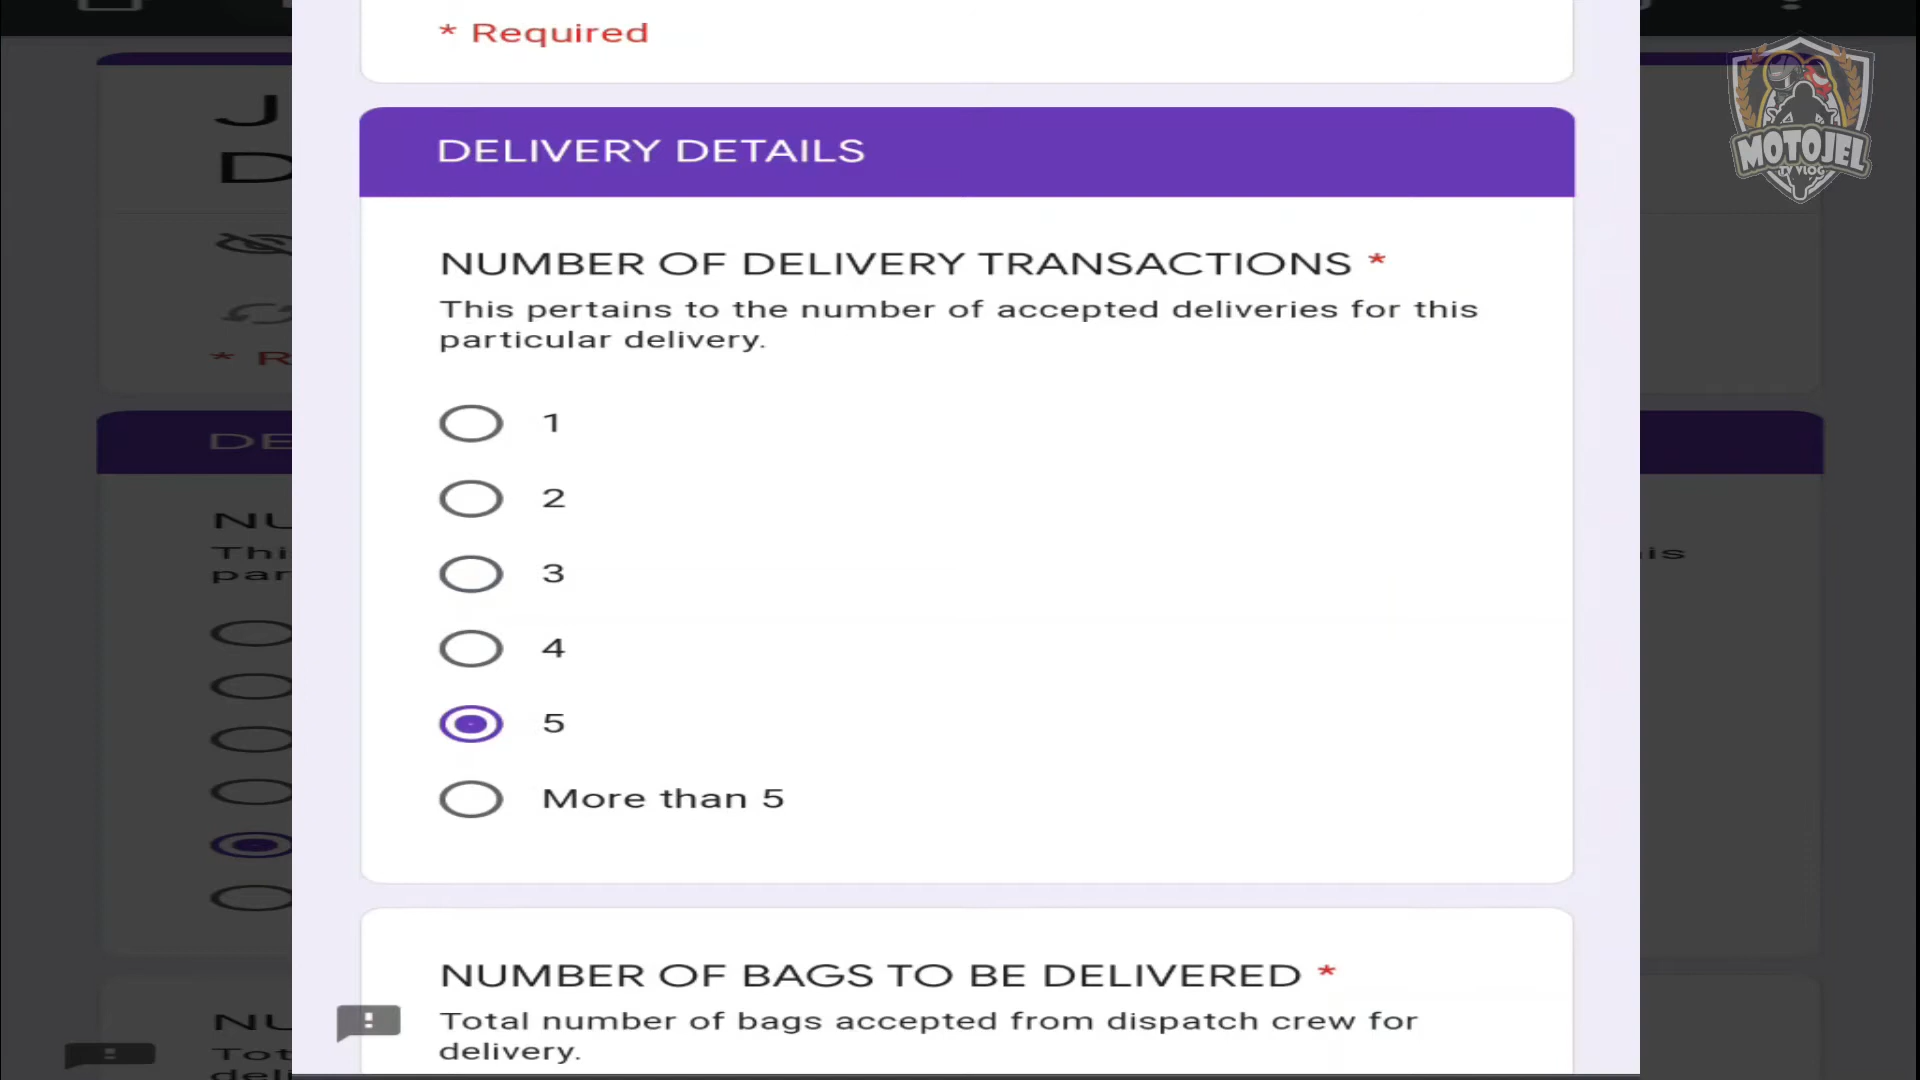 * Required
MOTOJEL
TV VLOG
DELIVERY DETAILS
NUMBER OF DELIVERY TRANSACTIONS *
This pertains to the number of accepted deliveries for this
particular delivery.
1
2
3
4
5
More than 5
NUMBER OF BAGS TO BE DELIVERED *
Total number of bags accepted from dispatch crew for
delivery.